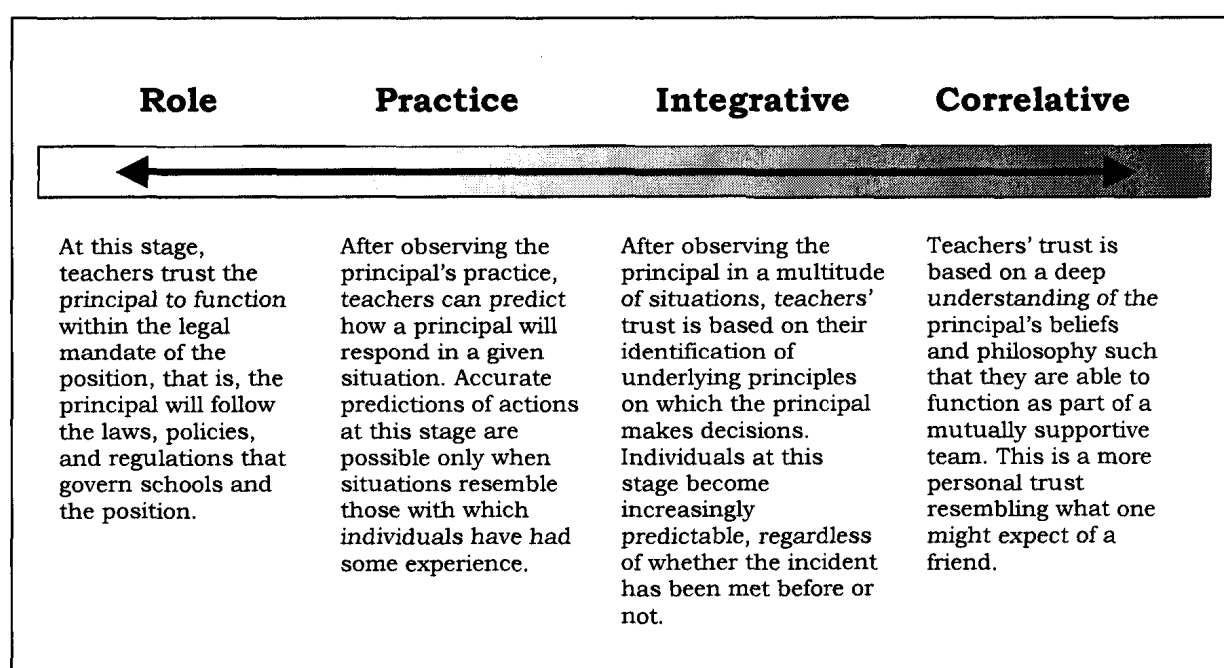 Role
Practice
Integrative
Correlative
At this stage,
teachers trust the
principal to function
within the legal
mandate of the
position, that is, the
principal will follow
the laws, policies,
and regulations that
govern schools and
the position.
After observing the
principal's practice,
teachers can predict
how a principal will
respond in a given
situation. Accurate
predictions of actions
at this stage are
possible only when
situations resemble
those with which
individuals have had
some experience.
After observing the
principal in a multitude
of situations, teachers'
trust is based on their
identification of
underlying principles
on which the principal
makes decisions.
Individuals at this
stage become
increasingly
predictable, regardless
of whether the incident
has been met before or
not.
Teachers' trust is
based on a deep
understanding of the
principal's beliefs
and philosophy such
that they are able to
function as part of a
mutually supportive
team. This is a more
personal trust
resembling what one
might expect of a
friend.